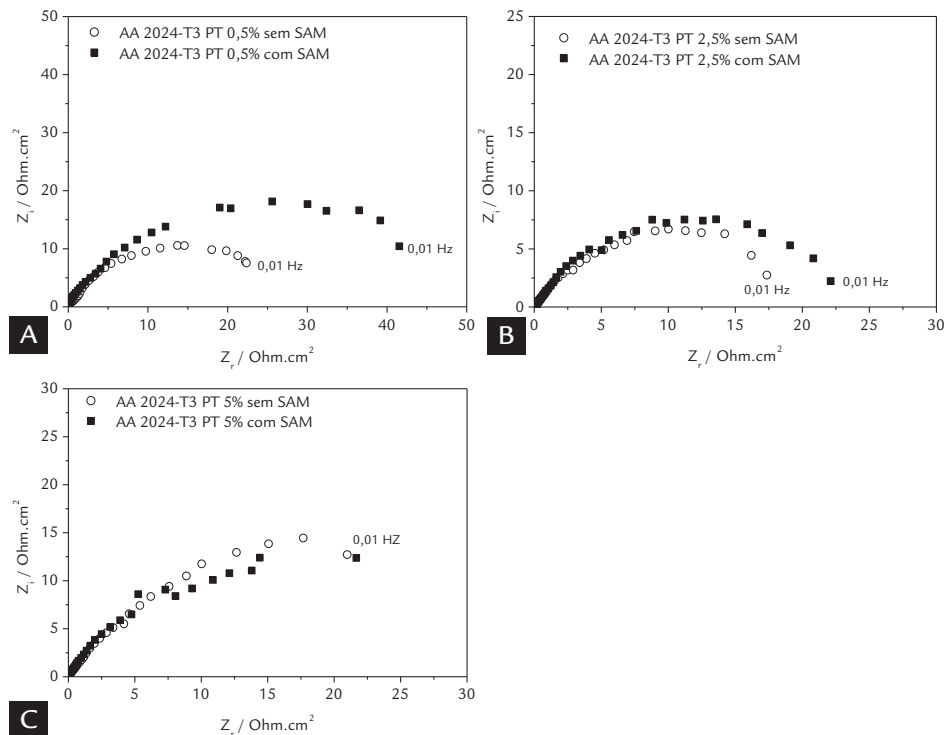 AA 2024-T3 PT 0,5% sem SAM
AA 2024-T3 PT 0,5% com SAM
50
40
30
20
10
0
Z_i / Ohm.cm²
0,01 Hz
0,01 Hz
0 10 20 30 40 50
Z_r / Ohm.cm²
A
AA 2024-T3 PT 2,5% sem SAM
AA 2024-T3 PT 2,5% com SAM
25
20
15
10
5
0
Z_i / Ohm.cm²
0,01 Hz
0,01 Hz
0 5 10 15 20 25 30
Z_r / Ohm.cm²
B
AA 2024-T3 PT 5% sem SAM
AA 2024-T3 PT 5% com SAM
30
25
20
15
10
5
0
Z_i / Ohm.cm²
0,01 HZ
0 5 10 15 20 25 30
Z_r / Ohm.cm²
C